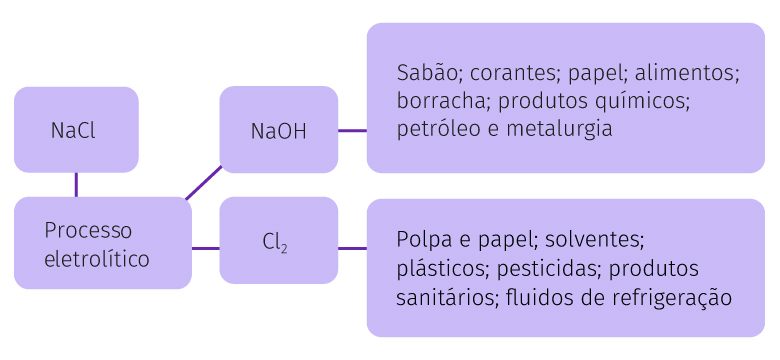 NaCl
Processo
eletrolítico
NaOH
Sabão; corantes; papel; alimentos;
borracha; produtos químicos;
petróleo e metalurgia
Cl₂
Polpa e papel; solventes;
plásticos; pesticidas; produtos
sanitários; fluidos de refrigeração